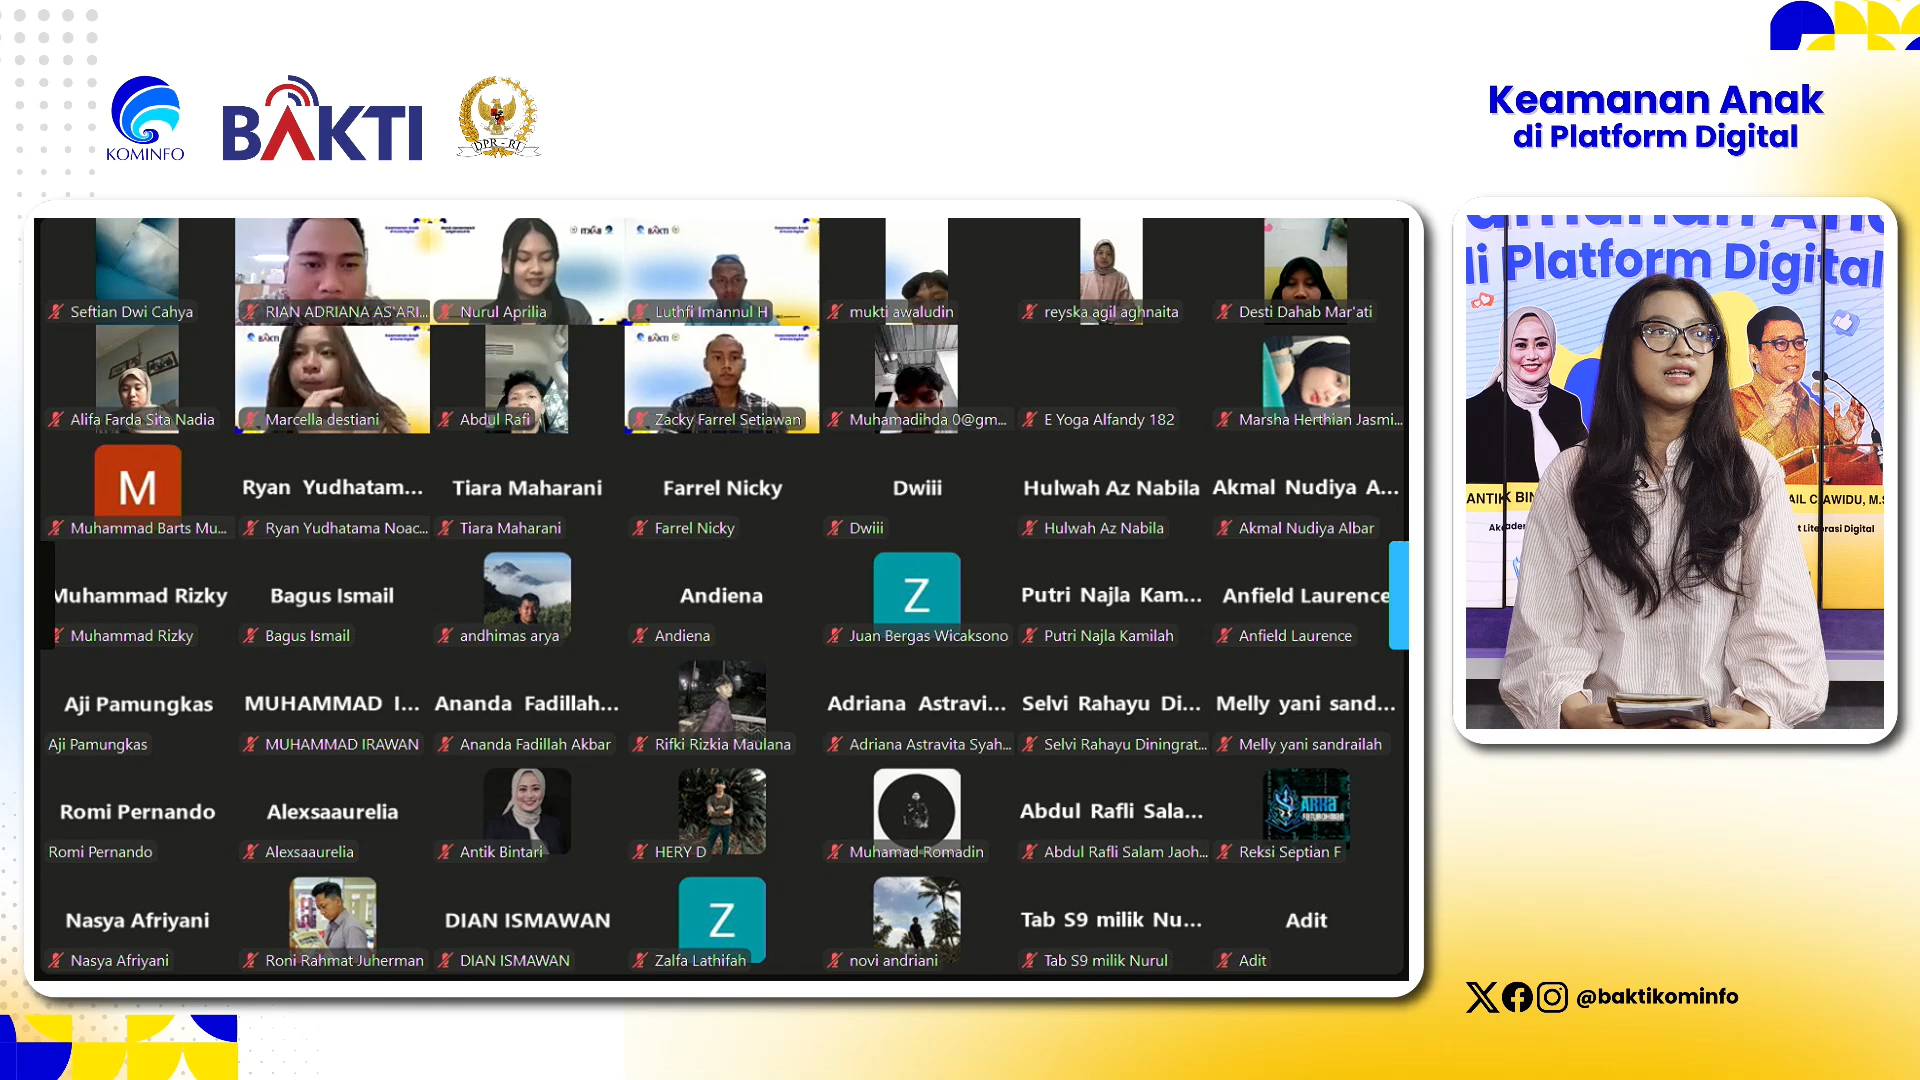 KOMINFO
BAKTI
DPR - RI
Keamanan Anak
di Platform Digital
Seftian Dwi Cahya
RIAN ADRIANA AS'ARI...
Nurul Aprilia
Luthfi Imannul H
mukti awaludin
reyska agil aghnaita
Desti Dahab Mar'ati
Alifa Farda Sita Nadia
Marcella destiani
Abdul Rafi
Zacky Farrel Setiawan
Muhamadihda 0@gm...
E Yoga Alfandy 182
Marsha Herthian Jasmi...
M
Ryan Yudhatam...
Tiara Maharani
Farrel Nicky
Dwiii
Hulwah Az Nabila
Akmal Nudiya A...
Muhammad Barts Mu...
Ryan Yudhatama Noac...
Tiara Maharani
Farrel Nicky
Dwiii
Hulwah Az Nabila
Akmal Nudiya Albar
Muhammad Rizky
Bagus Ismail
Andiena
Z
Putri Najla Kam...
Anfield Laurence
Muhammad Rizky
Bagus Ismail
andhimas arya
Andiena
Juan Bergas Wicaksono
Putri Najla Kamilah
Anfield Laurence
Aji Pamungkas
MUHAMMAD I...
Ananda Fadillah...
Adriana Astravi...
Selvi Rahayu Di...
Melly yani sand...
Aji Pamungkas
MUHAMMAD IRAWAN
Ananda Fadillah Akbar
Rifki Rizkia Maulana
Adriana Astravita Syah...
Selvi Rahayu Diningrat...
Melly yani sandrailah
Romi Pernando
Alexsaaurelia
Abdul Rafli Sala...
ARKA
Romi Pernando
Alexsaaurelia
Antik Bintari
HERY D
Muhamad Romadin
Abdul Rafli Salam Jaoh...
Reksi Septian F
Nasya Afriyani
DIAN ISMAWAN
Z
Tab S9 milik Nu...
Adit
Nasya Afriyani
Roni Rahmat Juherman
DIAN ISMAWAN
Zalfa Lathifah
novi andriani
Tab S9 milik Nurul
Adit
di Platform Digital
ANTIK BIN
Akader
@baktikominfo